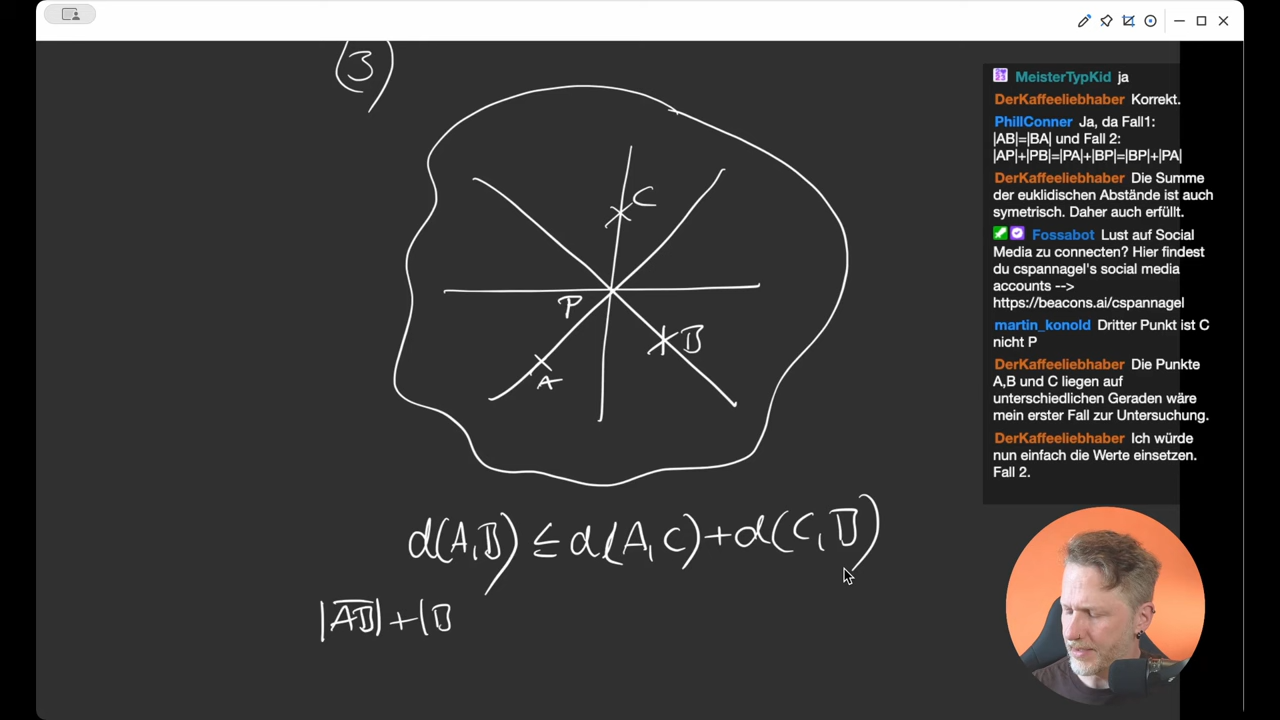 (3)
C
P
B
A
d(A,B) ≤ d(A,C)+d(C,B)
|AB|+|B
MeisterTypKid ja
DerKaffeeliebhaber Korrekt.
PhillConner Ja, da Fall1:
|AB|=|BA| und Fall 2:
|AP|+|PB|=|PA|+|BP|=|BP|+|PA|
DerKaffeeliebhaber Die Summe
der euklidischen Abstände ist auch
symetrisch. Daher auch erfüllt.
Fossabot Lust auf Social
Media zu connecten? Hier findest
du cspannagel's social media
accounts -->
https://beacons.ai/cspannagel
martin_konold Dritter Punkt ist C
nicht P
DerKaffeeliebhaber Die Punkte
A,B und C liegen auf
unterschiedlichen Geraden wäre
mein erster Fall zur Untersuchung.
DerKaffeeliebhaber Ich würde
nun einfach die Werte einsetzen.
Fall 2.